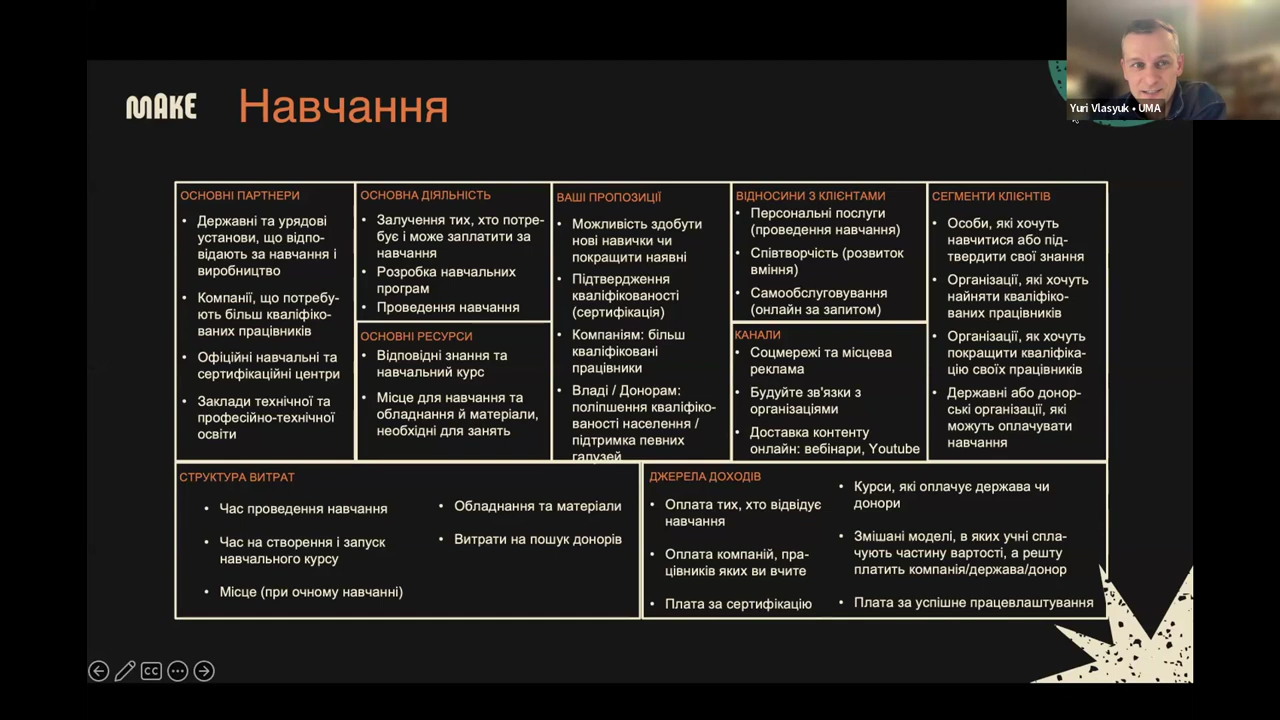 MAKE
Навчання
Yuri Vlasyuk • UMA
ОСНОВНІ ПАРТНЕРИ
• Державні та урядові
установи, що відпо-
відають за навчання і
виробництво
• Компанії, що потребу-
ють більш кваліфіко-
ваних працівників
• Офіційні навчальні та
сертифікаційні центри
• Заклади технічної та
професійно-технічної
освіти
ОСНОВНА ДІЯЛЬНІСТЬ
• Залучення тих, хто потре-
бує і може заплатити за
навчання
• Розробка навчальних
програм
• Проведення навчання
ОСНОВНІ РЕСУРСИ
• Відповідні знання та
навчальний курс
• Місце для навчання та
обладнання й матеріали,
необхідні для занять
ВАШІ ПРОПОЗИЦІЇ
• Можливість здобути
нові навички чи
покращити наявні
• Підтвердження
кваліфікованості
(сертифікація)
• Компаніям: більш
кваліфіковані
працівники
• Владі / Донорам:
поліпшення кваліфіко-
ваності населення /
підтримка певних
галузей
ВІДНОСИНИ З КЛІЄНТАМИ
• Персональні послуги
(проведення навчання)
• Співтворчість (розвиток
вміння)
• Самообслуговування
(онлайн за запитом)
КАНАЛИ
• Соцмережі та місцева
реклама
• Будуйте зв'язки з
організаціями
• Доставка контенту
онлайн: вебінари, Youtube
СЕГМЕНТИ КЛІЄНТІВ
• Особи, які хочуть
навчитися або під-
твердити свої знання
• Організації, які хочуть
найняти кваліфіко-
ваних працівників
• Організації, як хочуть
покращити кваліфіка-
цію своїх працівників
• Державні або донор-
ські організації, які
можуть оплачувати
навчання
СТРУКТУРА ВИТРАТ
• Час проведення навчання
• Час на створення і запуск
навчального курсу
• Місце (при очному навчанні)
• Обладнання та матеріали
• Витрати на пошук донорів
ДЖЕРЕЛА ДОХОДІВ
• Оплата тих, хто відвідує
навчання
• Оплата компаній, пра-
цівників яких ви вчите
• Плата за сертифікацію
• Курси, які оплачує держава чи
донори
• Змішані моделі, в яких учні спла-
чують частину вартості, а решту
платить компанія/держава/донор
• Плата за успішне працевлаштування
CC